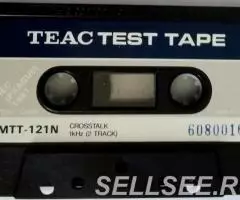 TEAC TEST TAPE
MTT-121N
CROSSTALK
1kHz (2 TRACK)
SELLSEE.R